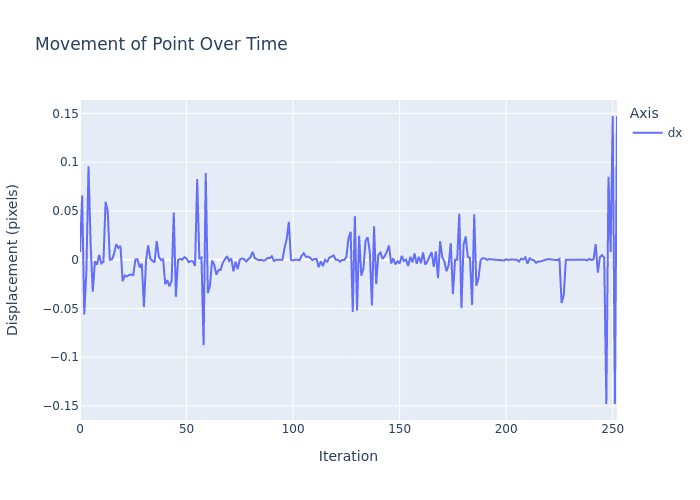 Movement of Point Over Time
Axis
dx
Displacement (pixels)
0.15
0.1
0.05
0
−0.05
−0.1
−0.15
0
50
100
150
200
250
Iteration